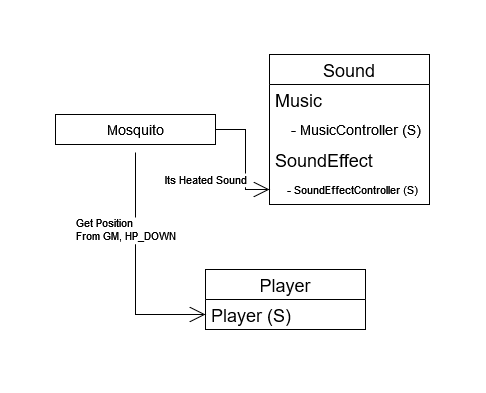 Sound
Music
- MusicController (S)
Mosquito
SoundEffect
Its Heated Sound
- SoundEffectController (S)
Get Position
From GM, HP_DOWN
Player
Player (S)